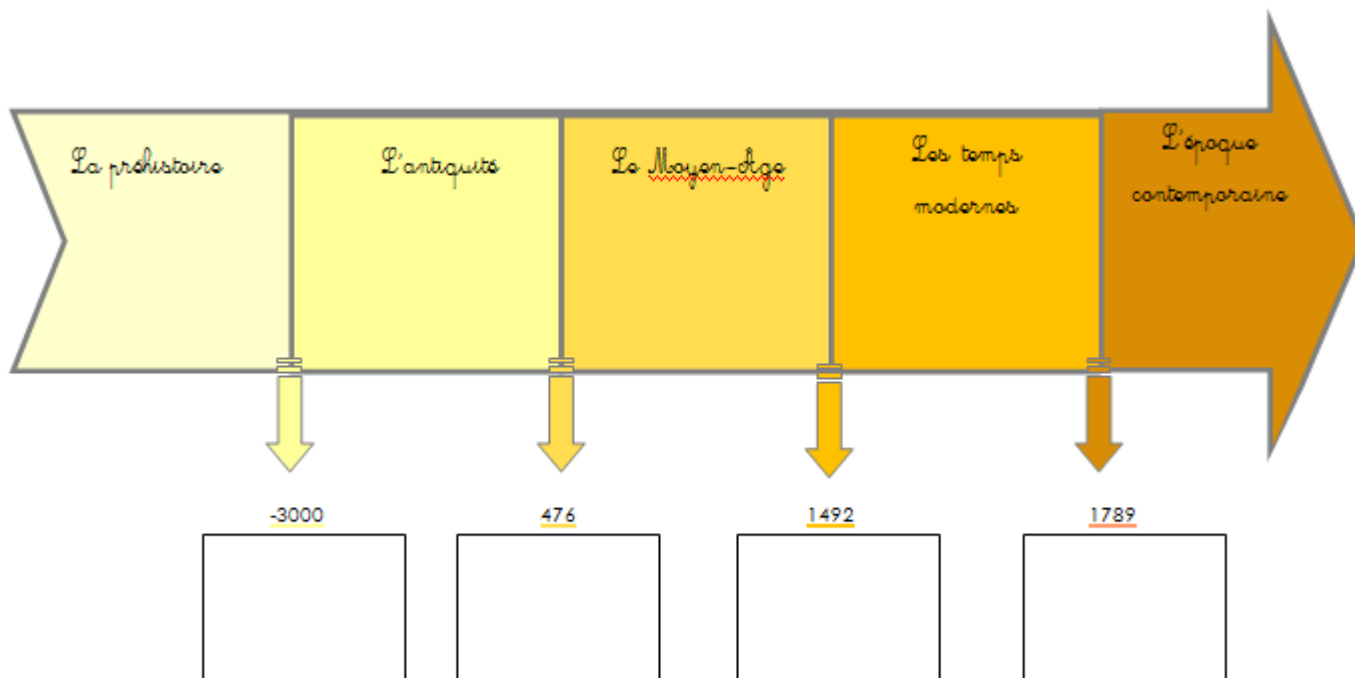 La préhistoire
L'antiquité
Le Moyen-Âge
Les temps
modernes
L'époque
contemporaine
-3000
476
1492
1789